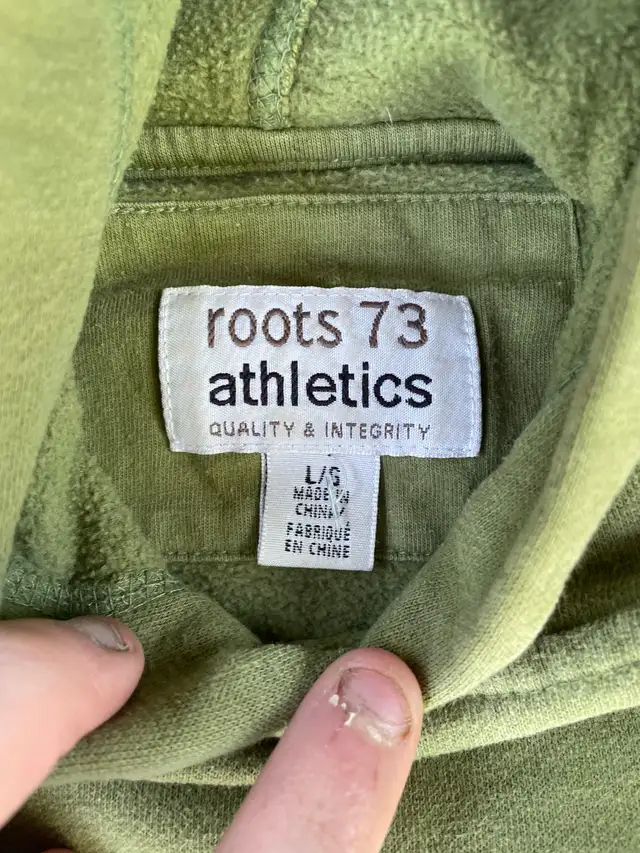 roots 73
athletics
QUALITY & INTEGRITY
L/G
MADE IN
CHINA/
FABRIQUÉ
EN CHINE